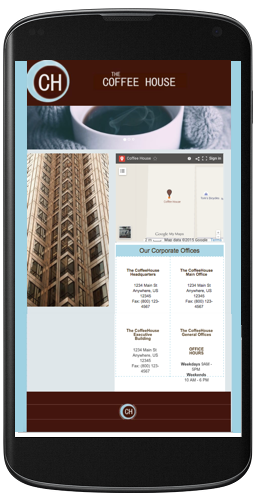 CH
THE
COFFEE HOUSE
Coffee House
Sign in
Coffee House
Google My Maps
Map data ©2015 Google
Terms
Our Corporate Offices
The CoffeeHouse
Headquarters
1234 Main St
Anywhere, US
12345
Fax: (800) 123-
4567
The CoffeeHouse
Main Office
1234 Main St
Anywhere, US
12345
Fax: (800) 123-
4567
The CoffeeHouse
Executive
Building
1234 Main St
Anywhere, US
12345
Fax: (800) 123-
4567
The CoffeeHouse
General Offices
OFFICE
HOURS
Weekdays 8AM -
5PM
Weekends
10 AM - 6 PM
CH